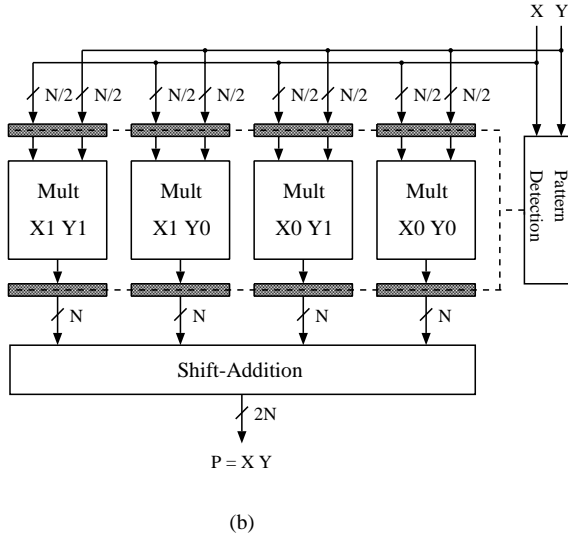 X Y
N/2 N/2 N/2 N/2 N/2 N/2 N/2 N/2
Mult Mult Mult Mult
X1 Y1 X1 Y0 X0 Y1 X0 Y0
Pattern
Detection
N N N N
Shift-Addition
2N
P = X Y
(b)